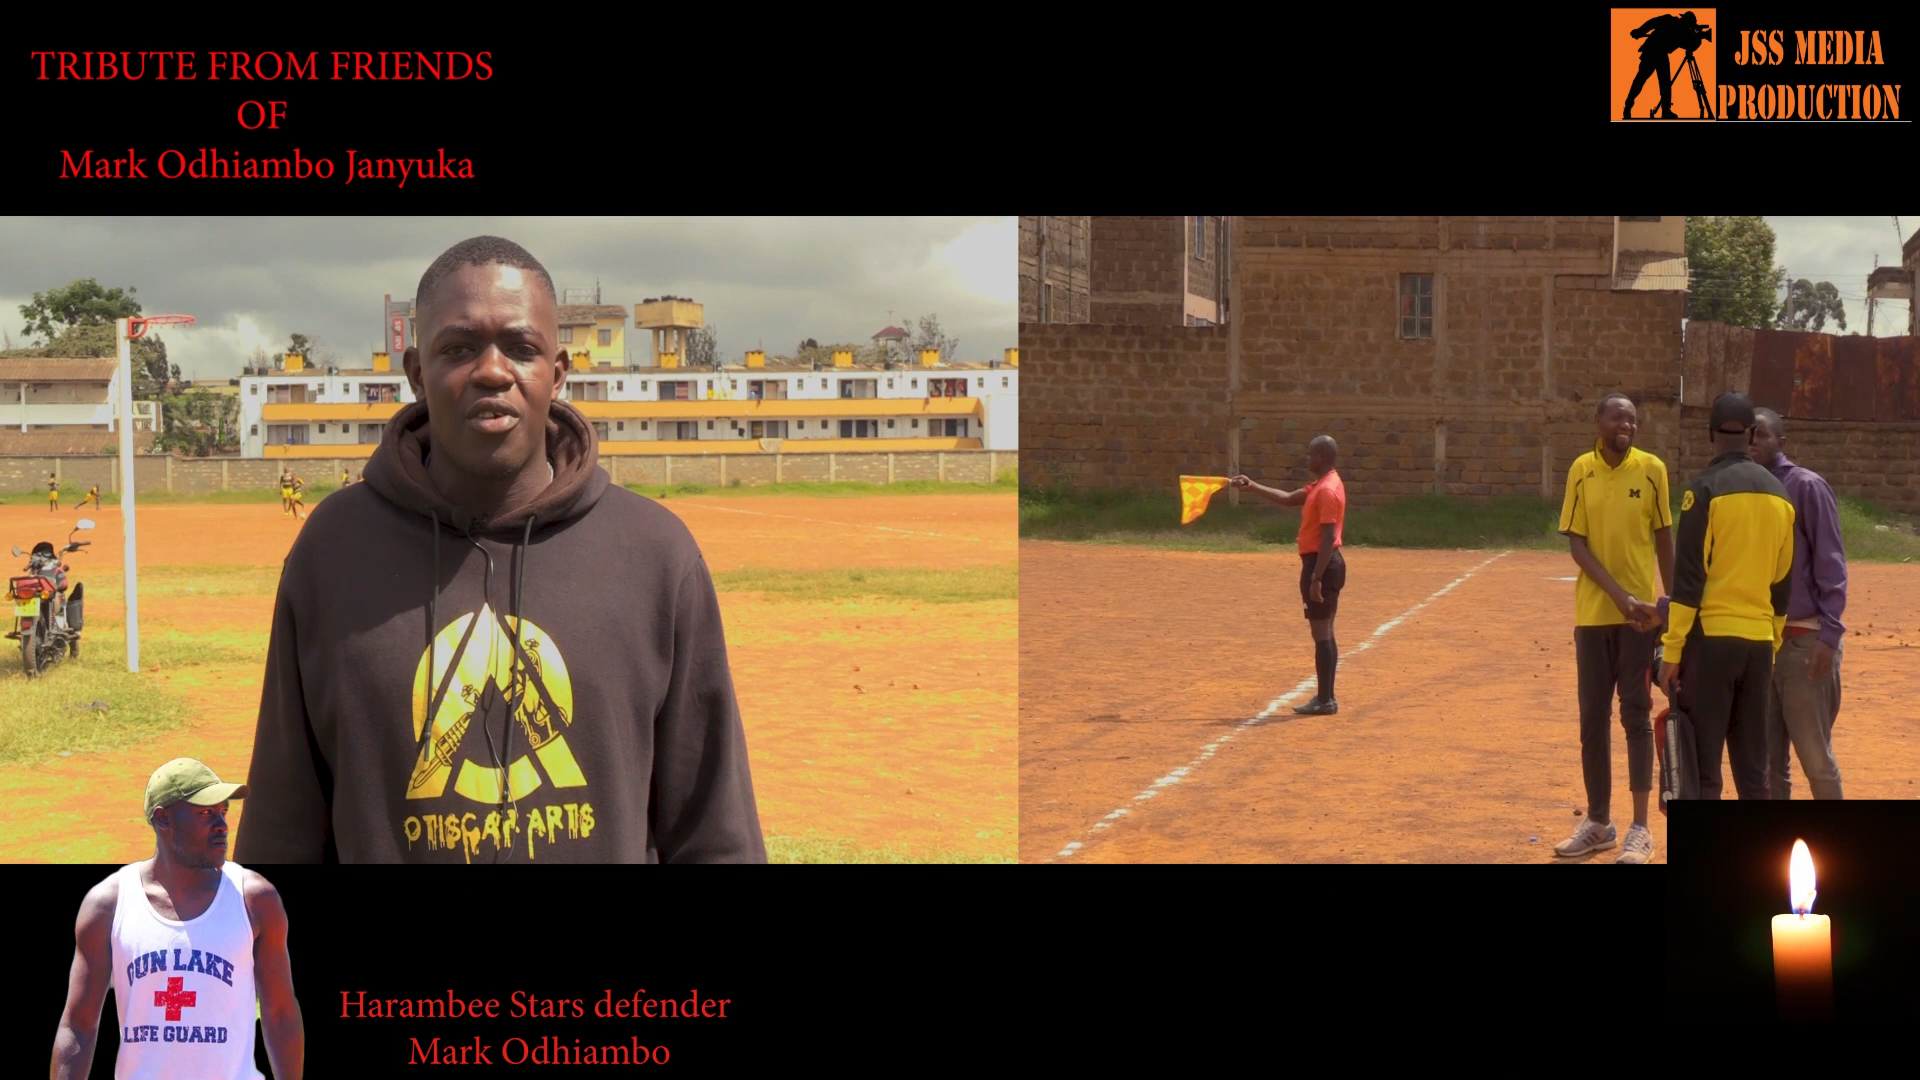 TRIBUTE FROM FRIENDS
OF
Mark Odhiambo Janyuka
JSS MEDIA
PRODUCTION
M
OTISGAR ARTS
GUN LAKE
LIFE GUARD
Harambee Stars defender
Mark Odhiambo